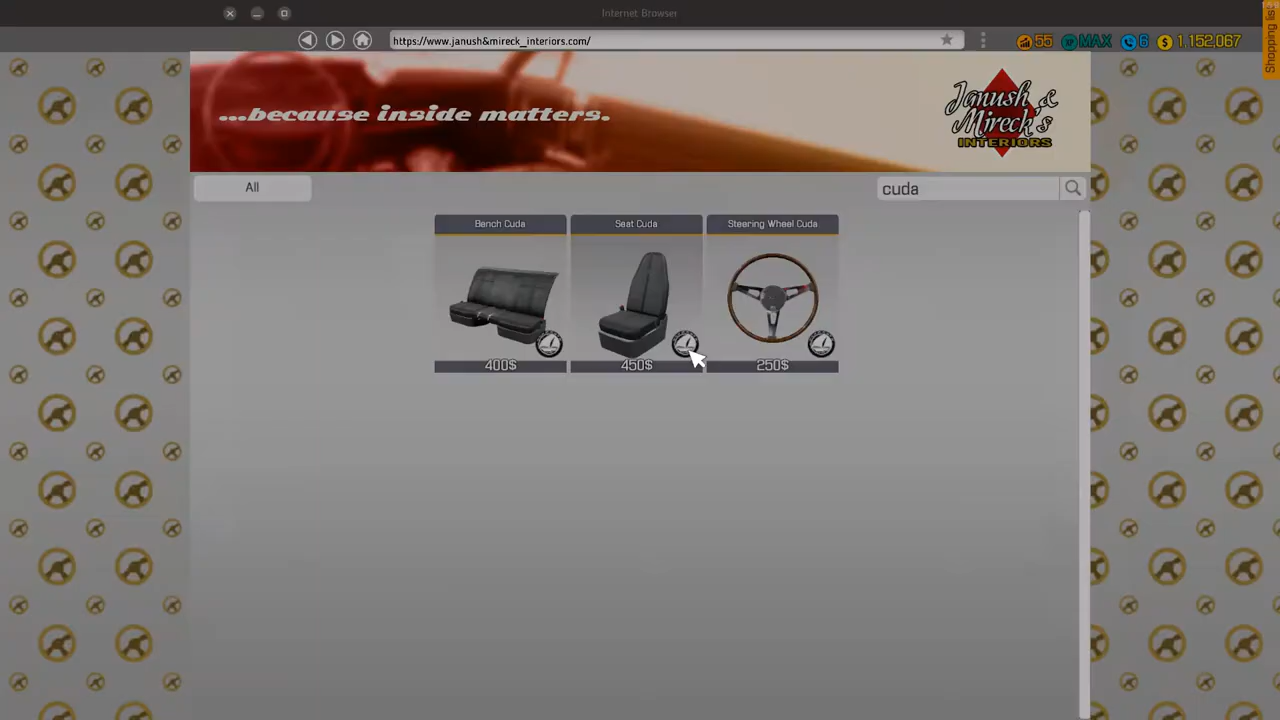 Internet Browser
https://www.janush&mireck_interiors.com/
55
MAX
6
$ 1,152,067
Shopping list
...because inside matters.
Janush &
Mireck's
INTERIORS
All
cuda
Bench Cuda
Seat Cuda
Steering Wheel Cuda
400$
450$
250$